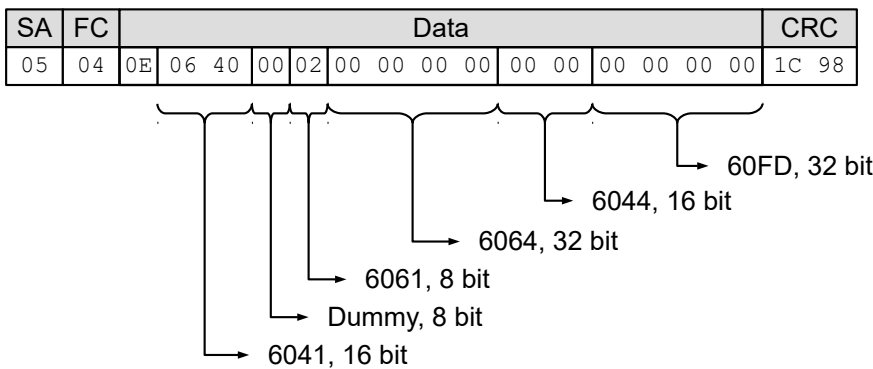 SA FC Data CRC
05 04 0E 06 40 00 02 00 00 00 00 00 00 00 00 00 00 1C 98
60FD, 32 bit
6044, 16 bit
6064, 32 bit
6061, 8 bit
Dummy, 8 bit
6041, 16 bit